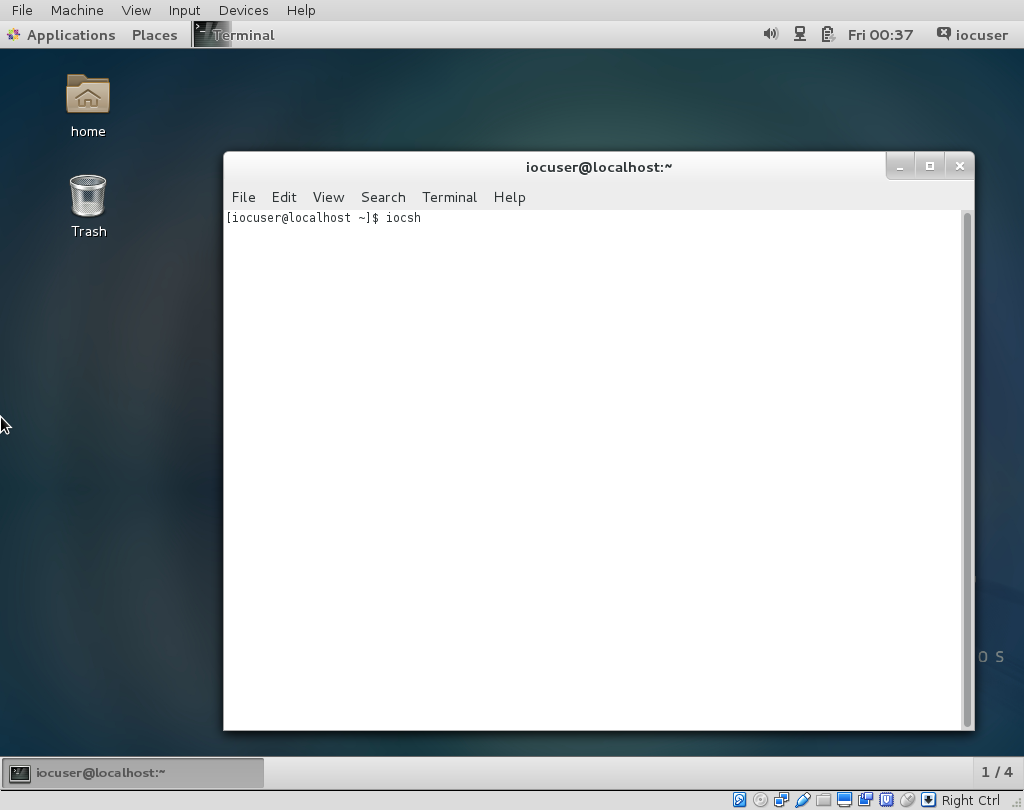 File Machine View Input Devices Help
Applications Places Terminal Fri 00:37 iocuser
home
Trash
iocuser@localhost:~
File Edit View Search Terminal Help
[iocuser@localhost ~]$ iocsh
O S
iocuser@localhost:~ 1 / 4
Right Ctrl